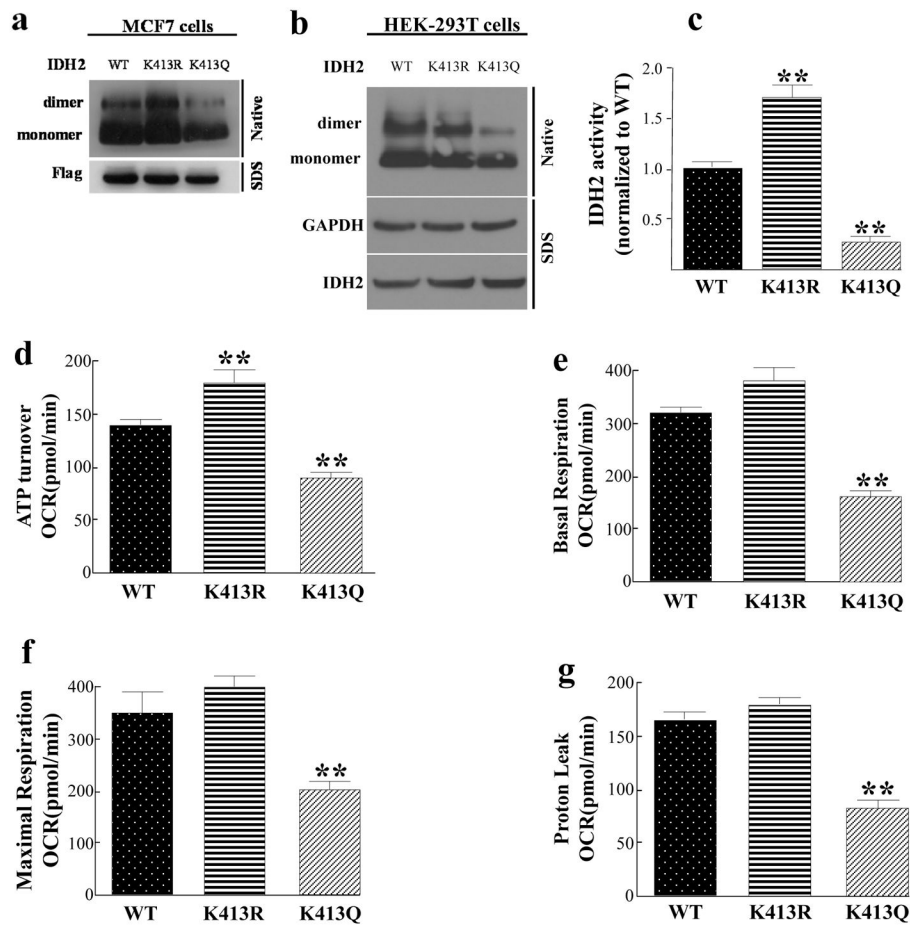 a
MCF7 cells
IDH2 WT K413R K413Q
dimer
monomer
Native
Flag
SDS
b
HEK-293T cells
IDH2 WT K413R K413Q
dimer
monomer
Native
GAPDH
IDH2
SDS
c
IDH2 activity
(normalized to WT)
2.0
1.0
0.5
**
**
WT K413R K413Q
d
ATP turnover
OCR(pmol/min)
200
150
100
50
0
**
**
WT K413R K413Q
e
Basal Respiration
OCR(pmol/min)
400
300
200
100
0
**
WT K413R K413Q
f
Maximal Respiration
OCR(pmol/min)
400
300
200
300
0
**
WT K413R K413Q
g
Proton Leak
OCR(pmol/min)
200
150
100
50
0
**
WT K413R K413Q